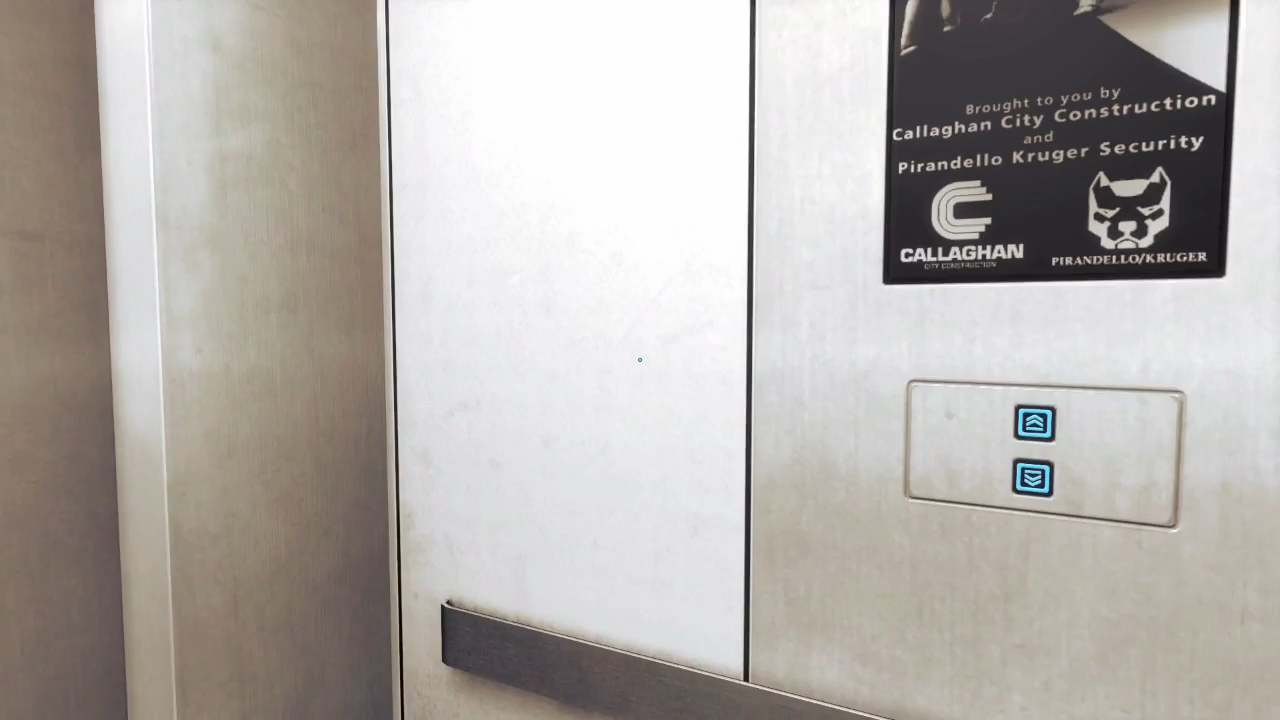 Brought to you by
Callaghan City Construction
and
Pirandello Kruger Security
CALLAGHAN
CITY CONSTRUCTION
PIRANDELLO/KRUGER